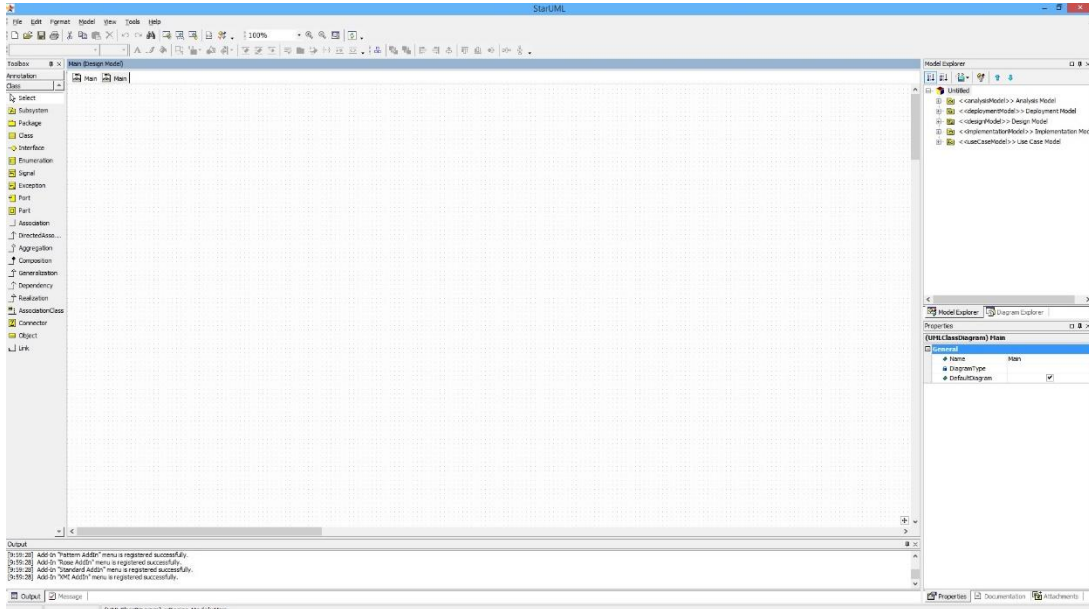 StarUML
File Edit Format Model View Tools Help
100%
Toolbox
Annotation
Class
Select
Subsystem
Package
Class
Interface
Enumeration
Signal
Exception
Port
Part
Association
DirectedAsso...
Aggregation
Composition
Generalization
Dependency
Realization
AssociationClass
Connector
Object
Link
Main (Design Model)
Main Main
Model Explorer
Untitled
<<analysisModel>> Analysis Model
<<deploymentModel>> Deployment Model
<<designModel>> Design Model
<<implementationModel>> Implementation Mod
<<useCaseModel>> Use Case Model
Model Explorer Diagram Explorer
Properties
(UMLClassDiagram) Main
General
Name Main
DiagramType
DefaultDiagram
Output
[9:59:28] Add-In "Pattern AddIn" menu is registered successfully.
[9:59:28] Add-In "Rose AddIn" menu is registered successfully.
[9:59:28] Add-In "Standard AddIn" menu is registered successfully.
[9:59:28] Add-In "XMI AddIn" menu is registered successfully.
Output Message
Properties Documentation Attachments